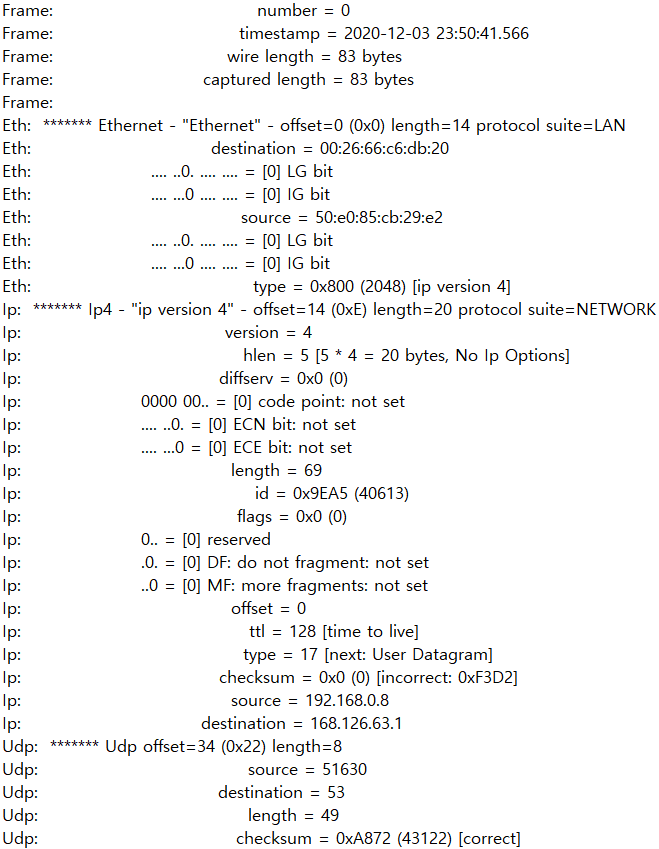 Frame: number = 0
Frame: timestamp = 2020-12-03 23:50:41.566
Frame: wire length = 83 bytes
Frame: captured length = 83 bytes
Frame:
Eth: ******* Ethernet - "Ethernet" - offset=0 (0x0) length=14 protocol suite=LAN
Eth: destination = 00:26:66:c6:db:20
Eth: .... ..0. .... .... = [0] LG bit
Eth: .... ...0 .... .... = [0] IG bit
Eth: source = 50:e0:85:cb:29:e2
Eth: .... ..0. .... .... = [0] LG bit
Eth: .... ...0 .... .... = [0] IG bit
Eth: type = 0x800 (2048) [ip version 4]
Ip: ******* Ip4 - "ip version 4" - offset=14 (0xE) length=20 protocol suite=NETWORK
Ip: version = 4
Ip: hlen = 5 [5 * 4 = 20 bytes, No Ip Options]
Ip: diffserv = 0x0 (0)
Ip: 0000 00.. = [0] code point: not set
Ip: .... ..0. = [0] ECN bit: not set
Ip: .... ...0 = [0] ECE bit: not set
Ip: length = 69
Ip: id = 0x9EA5 (40613)
Ip: flags = 0x0 (0)
Ip: 0.. = [0] reserved
Ip: .0. = [0] DF: do not fragment: not set
Ip: ..0 = [0] MF: more fragments: not set
Ip: offset = 0
Ip: ttl = 128 [time to live]
Ip: type = 17 [next: User Datagram]
Ip: checksum = 0x0 (0) [incorrect: 0xF3D2]
Ip: source = 192.168.0.8
Ip: destination = 168.126.63.1
Udp: ******* Udp offset=34 (0x22) length=8
Udp: source = 51630
Udp: destination = 53
Udp: length = 49
Udp: checksum = 0xA872 (43122) [correct]